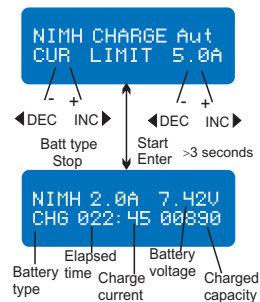 NIMH CHARGE Aut
CUR LIMIT 5.0A
- +
- +
◀DEC INC▶
◀DEC INC▶
Batt type
Stop
Start
Enter
>3 seconds
NIMH 2.0A 7.42V
CHG 022:45 00890
Battery
type
Elapsed
time
Charge
current
Battery
voltage
Charged
capacity